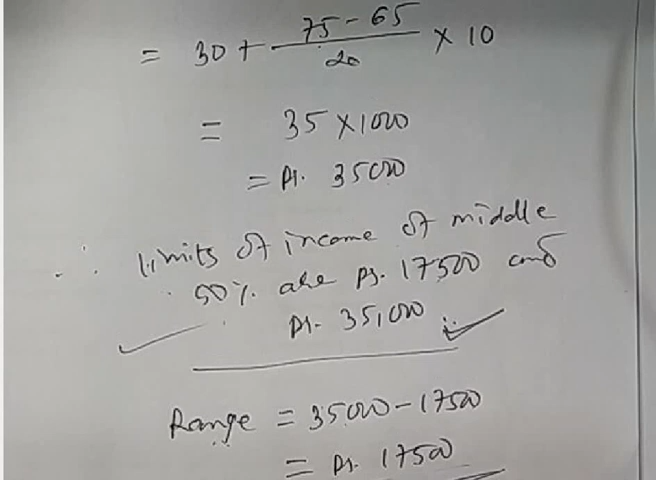 = 30 + 75 - 65 / 20 × 10
= 35 × 1000
= Rs. 35000
∴ limits of income of middle
50% are Rs. 17500 and
Rs. 35,000
Range = 35000 - 17500
= Rs. 17500